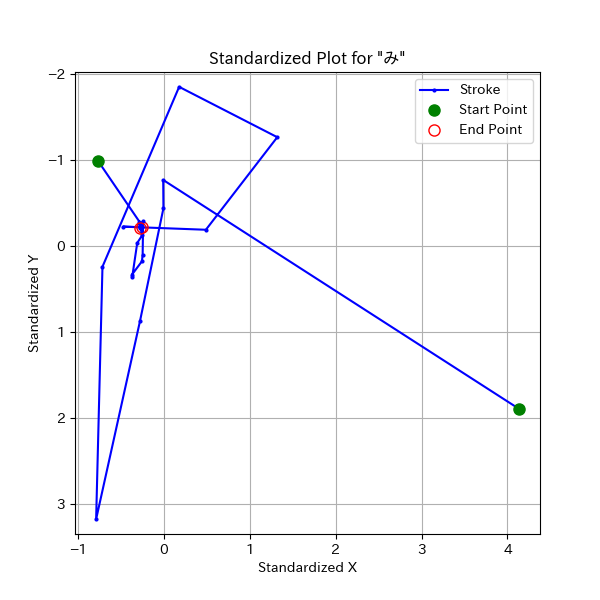 Standardized Plot for "み"
Stroke
Start Point
End Point
−2
−1
0
1
2
3
Standardized Y
−1
0
1
2
3
4
Standardized X